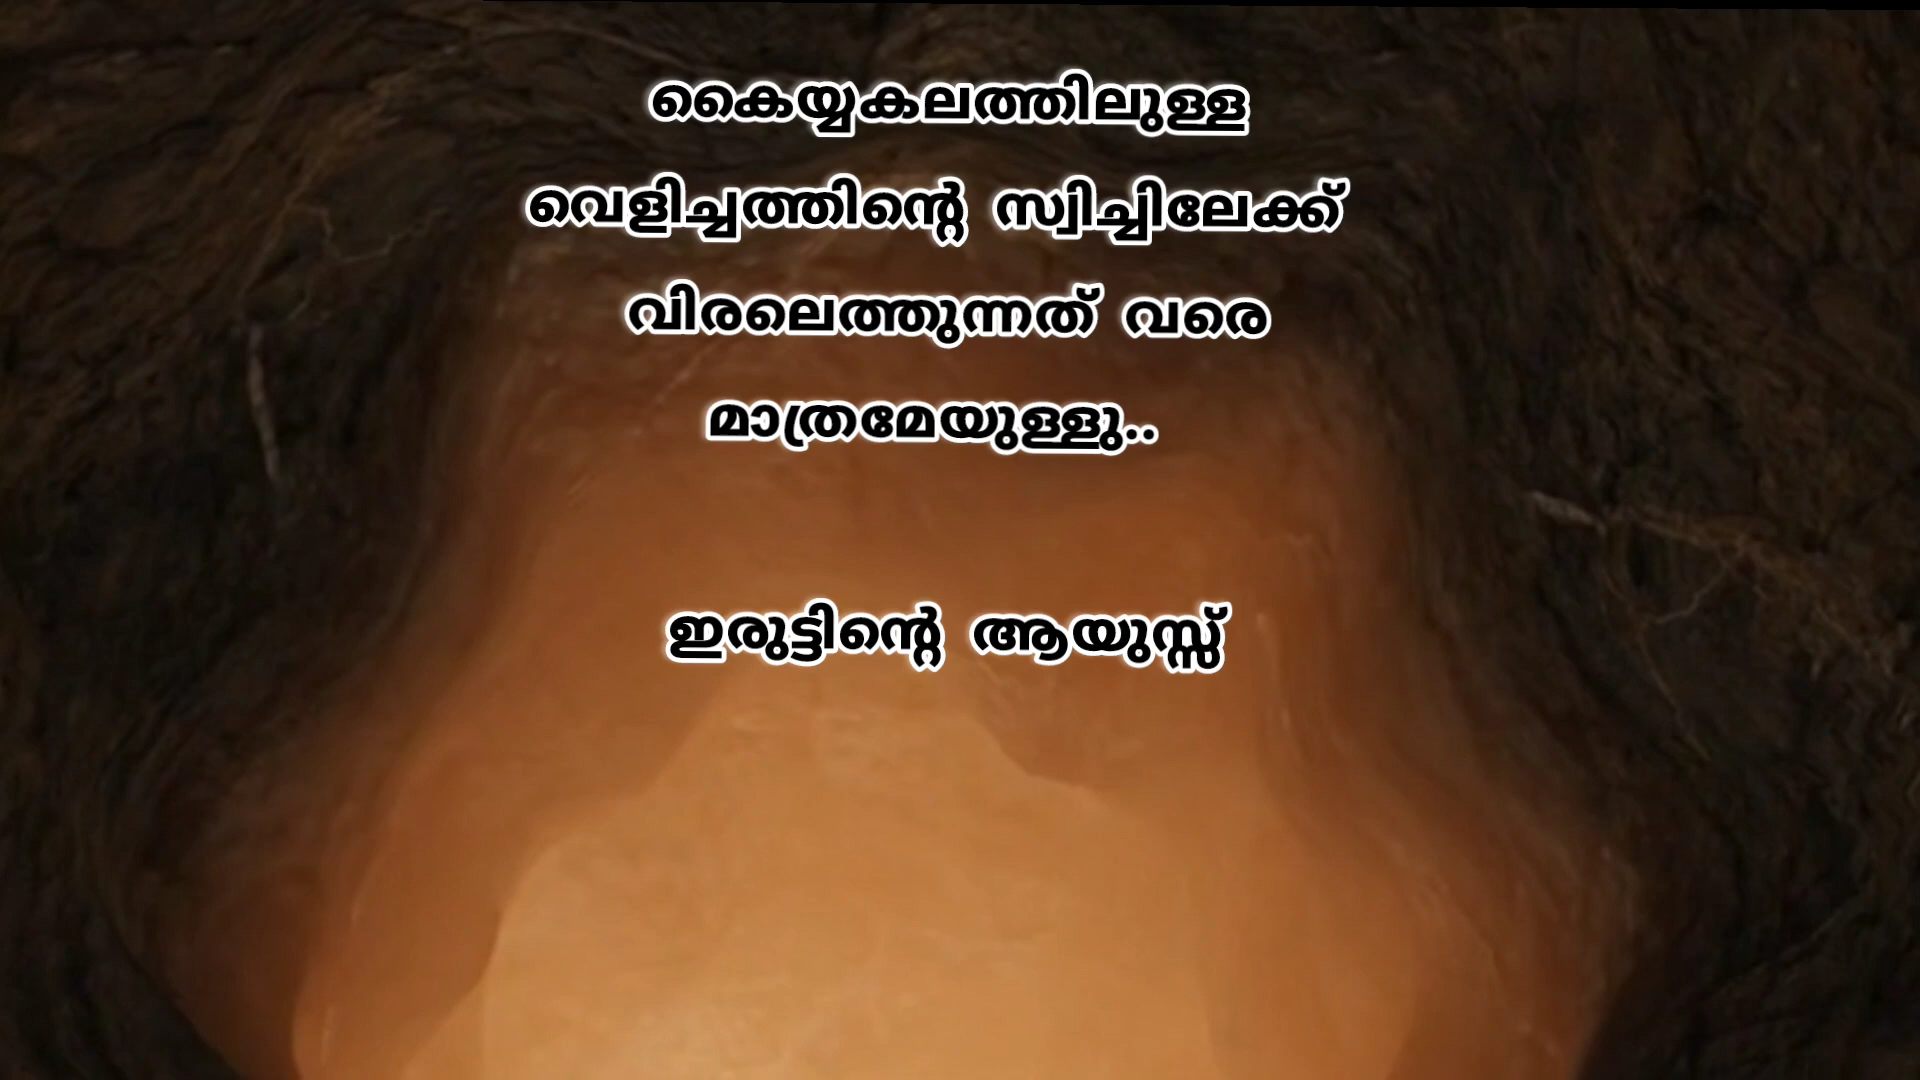 കൈയ്യകലത്തിലുള്ള
വെളിച്ചത്തിന്റെ സ്വിച്ചിലേക്ക്
വിരലെത്തുന്നത് വരെ
മാത്രമേയുള്ളു..
ഇരുട്ടിന്റെ ആയുസ്സ്